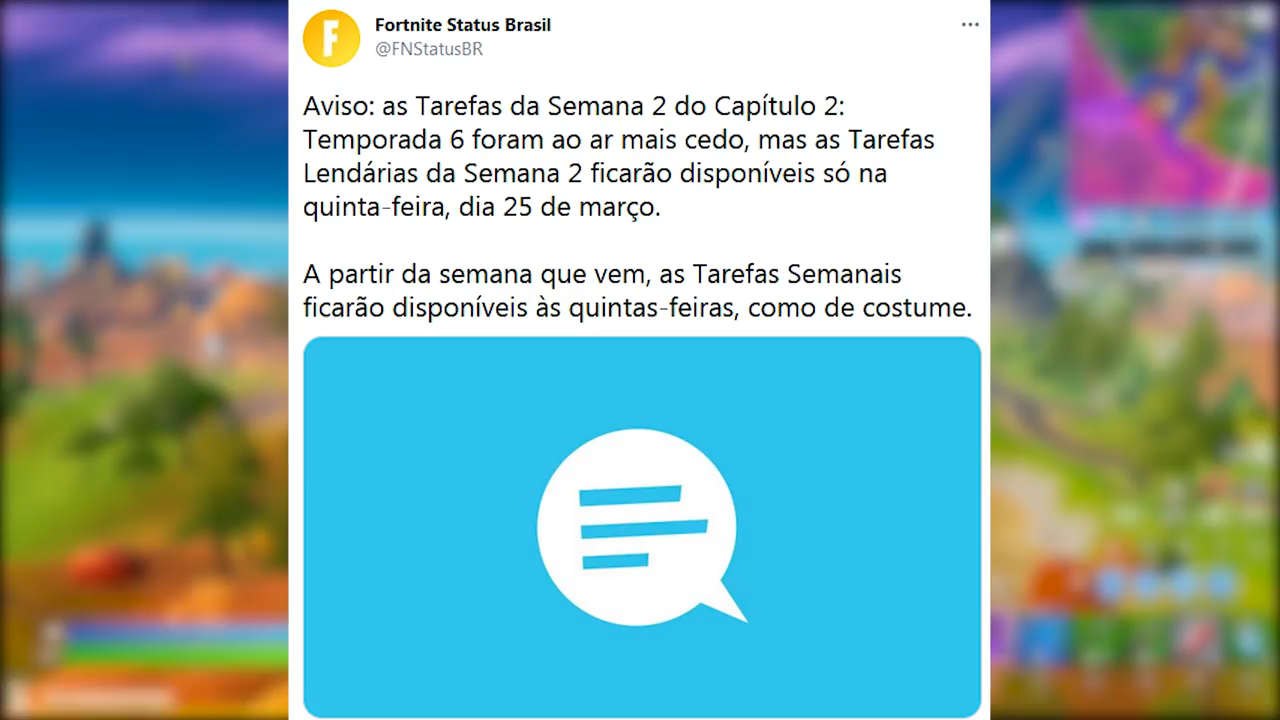 Fortnite Status Brasil
@FNStatusBR
Aviso: as Tarefas da Semana 2 do Capítulo 2:
Temporada 6 foram ao ar mais cedo, mas as Tarefas
Lendárias da Semana 2 ficarão disponíveis só na
quinta-feira, dia 25 de março.
A partir da semana que vem, as Tarefas Semanais
ficarão disponíveis às quintas-feiras, como de costume.